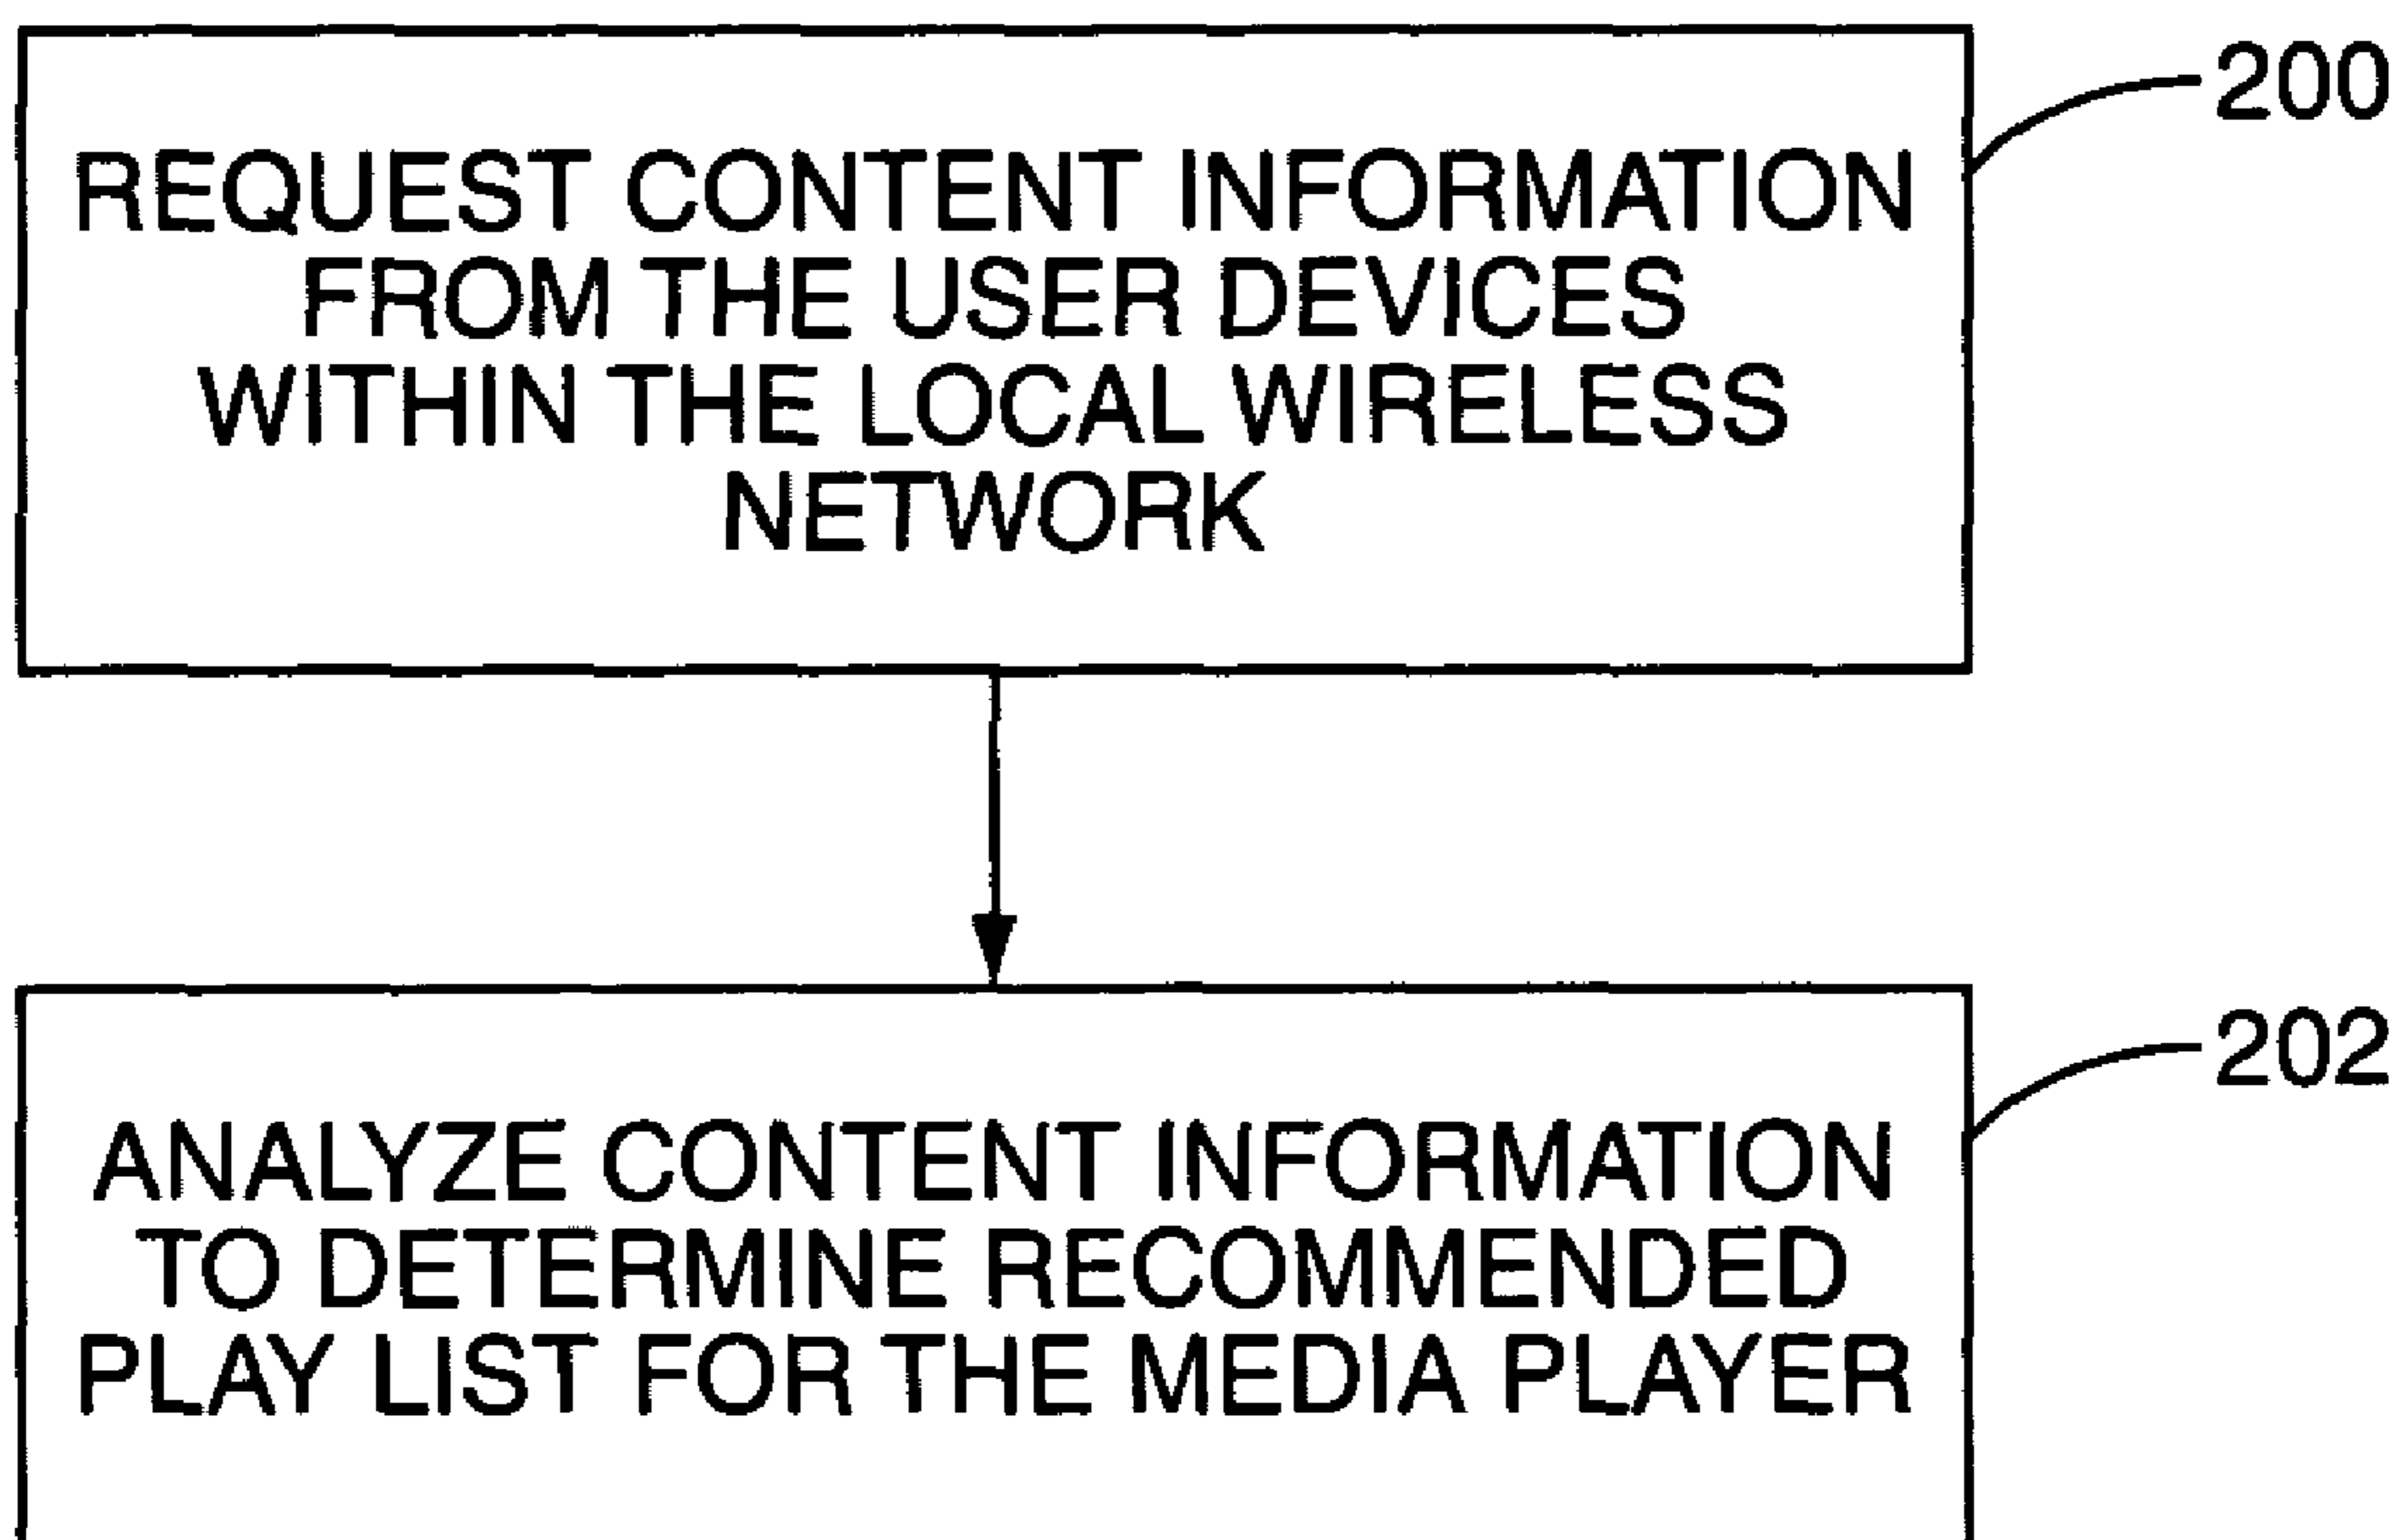 200
REQUEST CONTENT INFORMATION
FROM THE USER DEVICES
WITHIN THE LOCAL WIRELESS
NETWORK
202
ANALYZE CONTENT INFORMATION
TO DETERMINE RECOMMENDED
PLAY LIST FOR THE MEDIA PLAYER